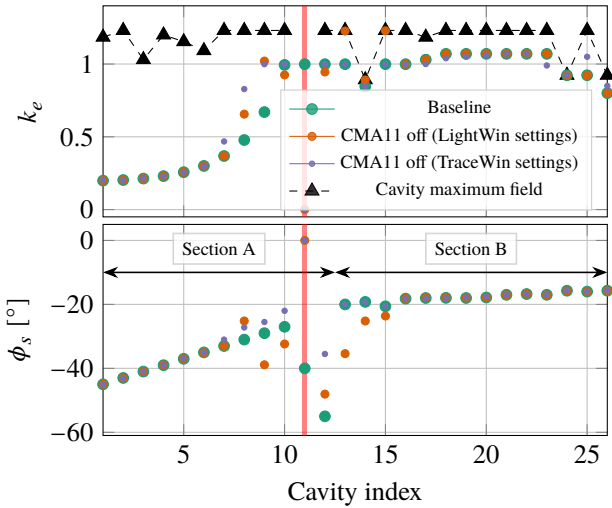 1
0.5
0
k_e
Baseline
CMA11 off (LightWin settings)
CMA11 off (TraceWin settings)
Cavity maximum field
0
−20
−40
−60
ϕ_s [°]
Section A
Section B
5
10
15
20
25
Cavity index